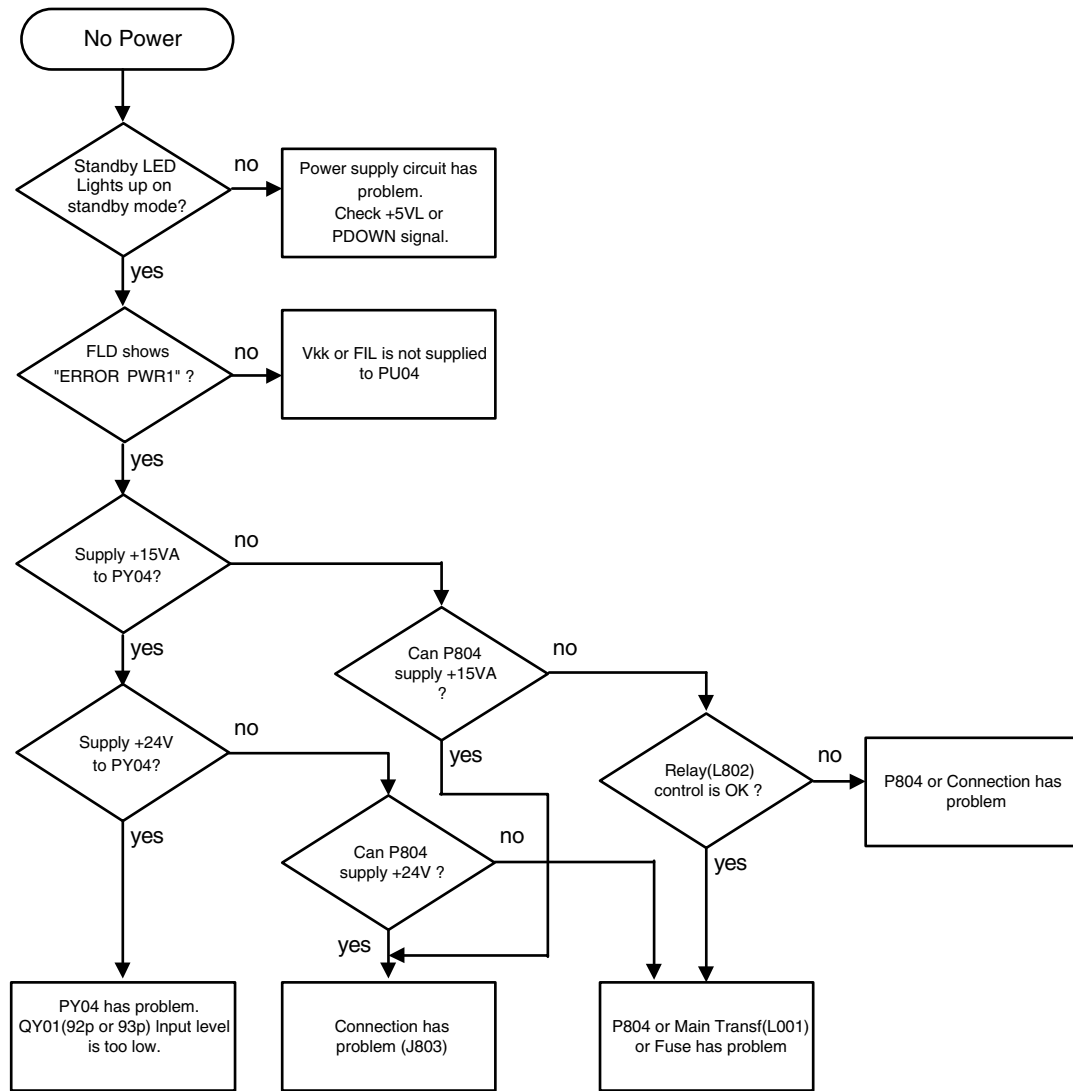 No Power
Standby LED
Lights up on
standby mode?
no
Power supply circuit has
problem.
Check +5VL or
PDOWN signal.
yes
FLD shows
"ERROR PWR1" ?
no
Vkk or FIL is not supplied
to PU04
yes
Supply +15VA
to PY04?
no
yes
Can P804
supply +15VA
?
no
yes
Supply +24V
to PY04?
no
yes
Relay(L802)
control is OK ?
no
P804 or Connection has
problem
yes
Can P804
supply +24V ?
no
yes
PY04 has problem.
QY01(92p or 93p) Input level
is too low.
Connection has
problem (J803)
P804 or Main Transf(L001)
or Fuse has problem